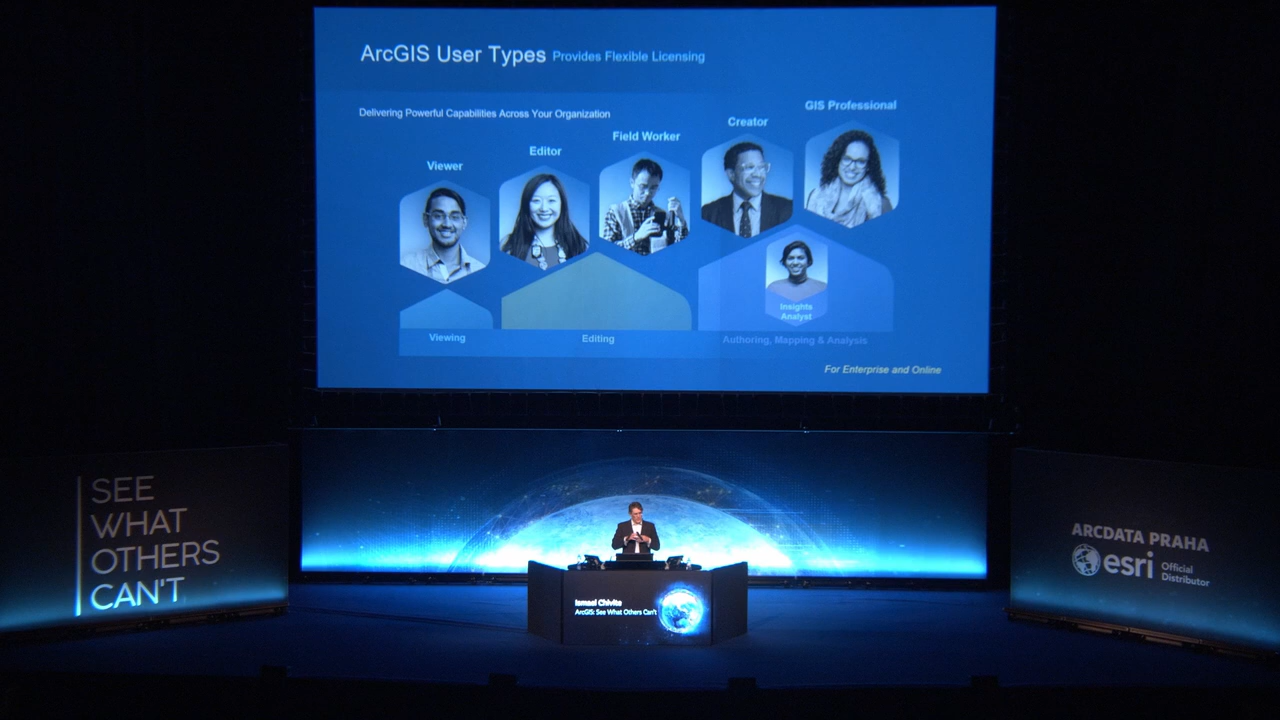 ArcGIS User Types Provides Flexible Licensing
Delivering Powerful Capabilities Across Your Organization
Viewer
Editor
Field Worker
Creator
GIS Professional
Insights
Analyst
Viewing
Editing
Authoring, Mapping & Analysis
For Enterprise and Online
SEE
WHAT
OTHERS
CAN'T
Ismael Chivite
ArcGIS: See What Others Can't
ARCDATA PRAHA
esri Official
Distributor